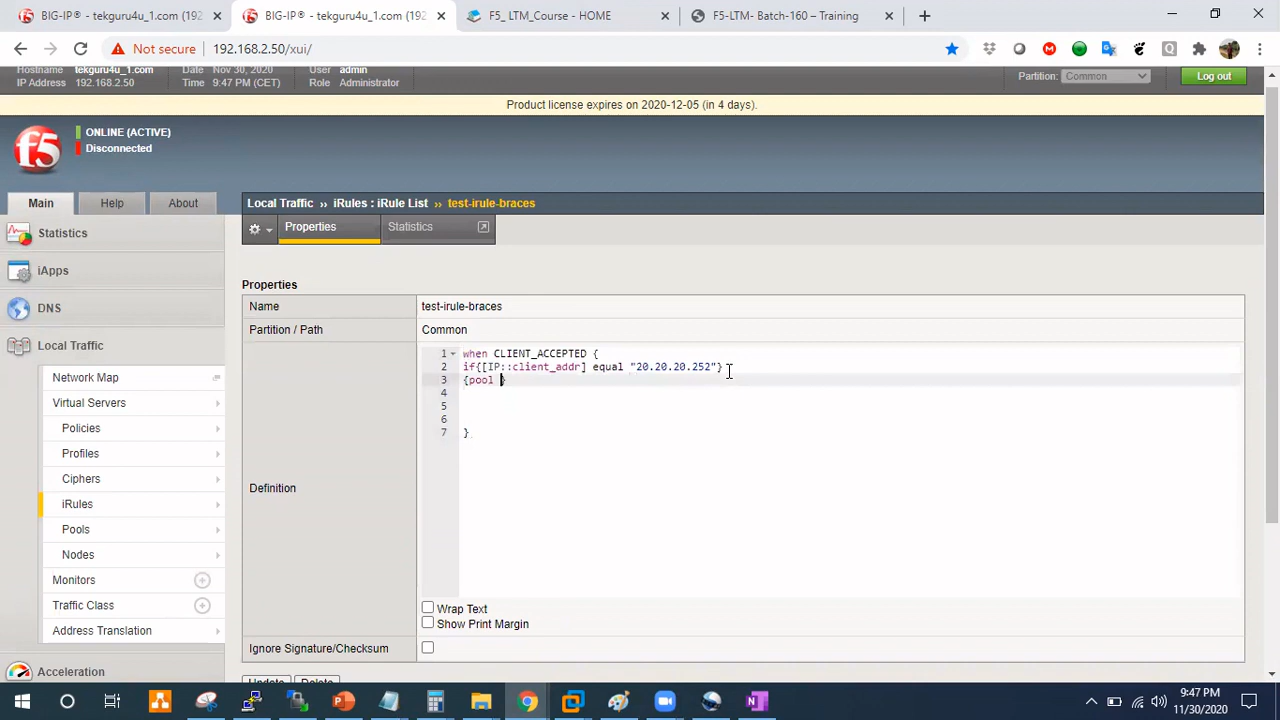 BIG-IP® - tekguru4u_1.com (192 × BIG-IP® - tekguru4u_1.com (192 × F5_ LTM_Course - HOME × F5-LTM- Batch-160 – Training ×
Not secure 192.168.2.50/xui/
Hostname tekguru4u_1.com Date Nov 30, 2020 User admin
IP Address 192.168.2.50 Time 9:47 PM (CET) Role Administrator
Partition: Common Log out
Product license expires on 2020-12-05 (in 4 days).
f5
ONLINE (ACTIVE)
Disconnected
Main Help About
Local Traffic ›› iRules : iRule List ›› test-irule-braces
Properties Statistics
Statistics
iApps
DNS
Local Traffic
Network Map
Virtual Servers
Policies
Profiles
Ciphers
iRules
Pools
Nodes
Monitors
Traffic Class
Address Translation
Acceleration
Properties
Name test-irule-braces
Partition / Path Common
Definition
1 when CLIENT_ACCEPTED {
2 if{[IP::client_addr] equal "20.20.20.252"}
3 {pool }
4
5
6
7 }
Wrap Text
Show Print Margin
Ignore Signature/Checksum
Update Delete
9:47 PM
11/30/2020